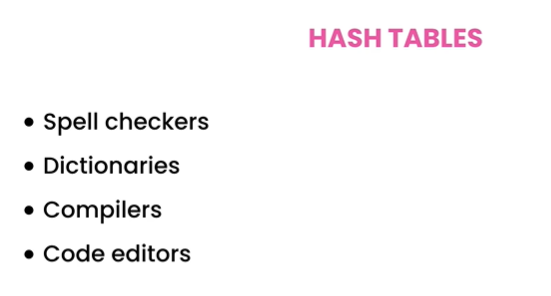 HASH TABLES
• Spell checkers
• Dictionaries
• Compilers
• Code editors